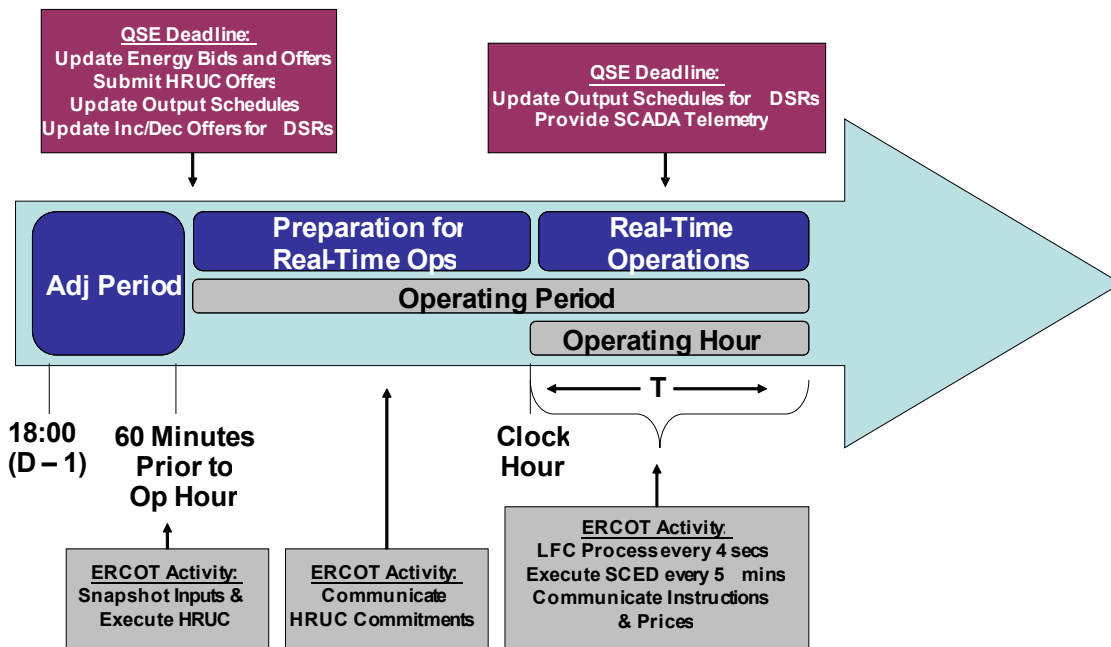 QSE Deadline:
Update Energy Bids and Offers
Submit HRUC Offers
Update Output Schedules
Update Inc/Dec Offers for DSRs
QSE Deadline:
Update Output Schedules for DSRs
Provide SCADA Telemetry
Adj Period
Preparation for
Real-Time Ops
Real-Time
Operations
Operating Period
Operating Hour
T
18:00
(D – 1)
60 Minutes
Prior to
Op Hour
Clock
Hour
ERCOT Activity:
Snapshot Inputs &
Execute HRUC
ERCOT Activity:
Communicate
HRUC Commitments
ERCOT Activity:
LFC Process every 4 secs
Execute SCED every 5 mins
Communicate Instructions
& Prices